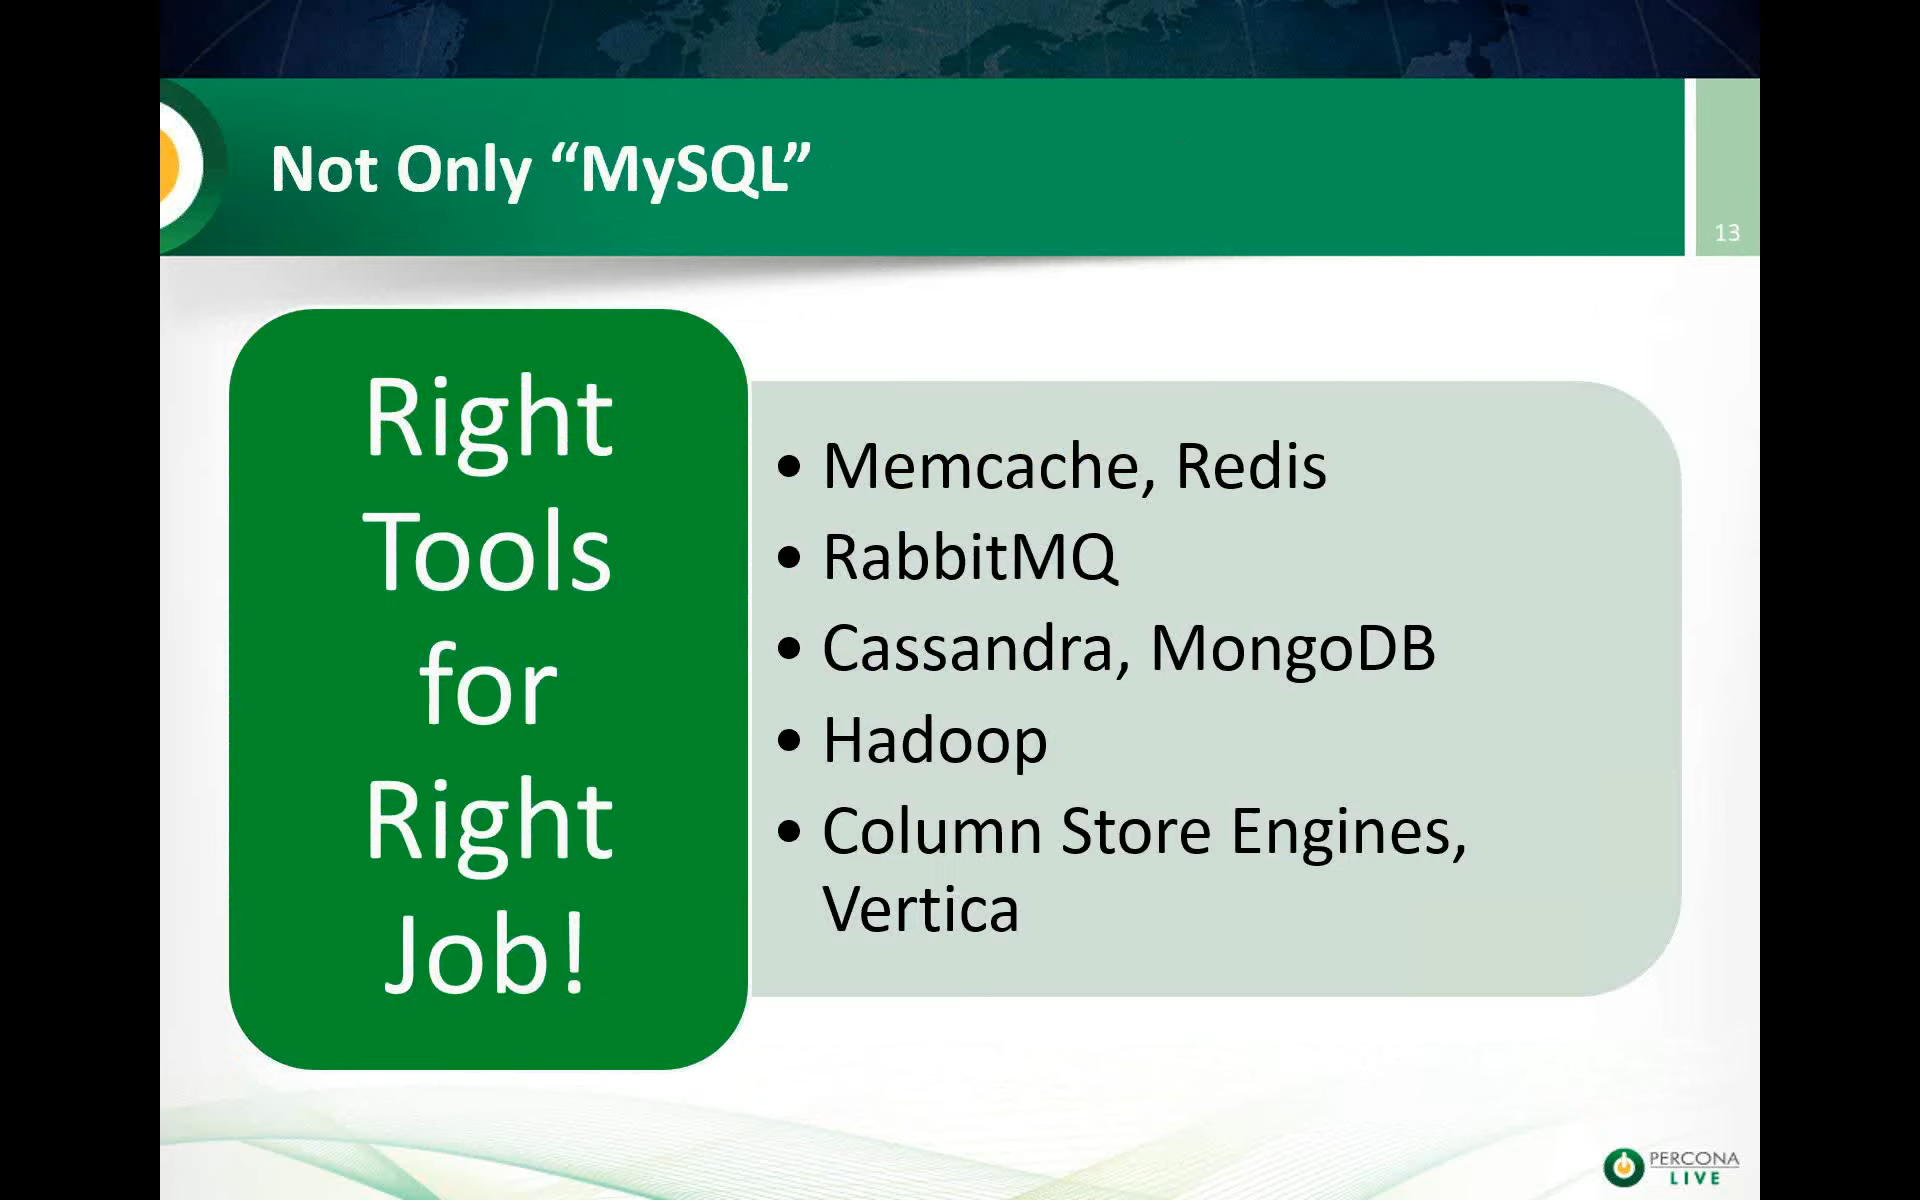 Not Only “MySQL”
13
Right
Tools
for
Right
Job!
• Memcache, Redis
• RabbitMQ
• Cassandra, MongoDB
• Hadoop
• Column Store Engines,
Vertica
PERCONA
LIVE